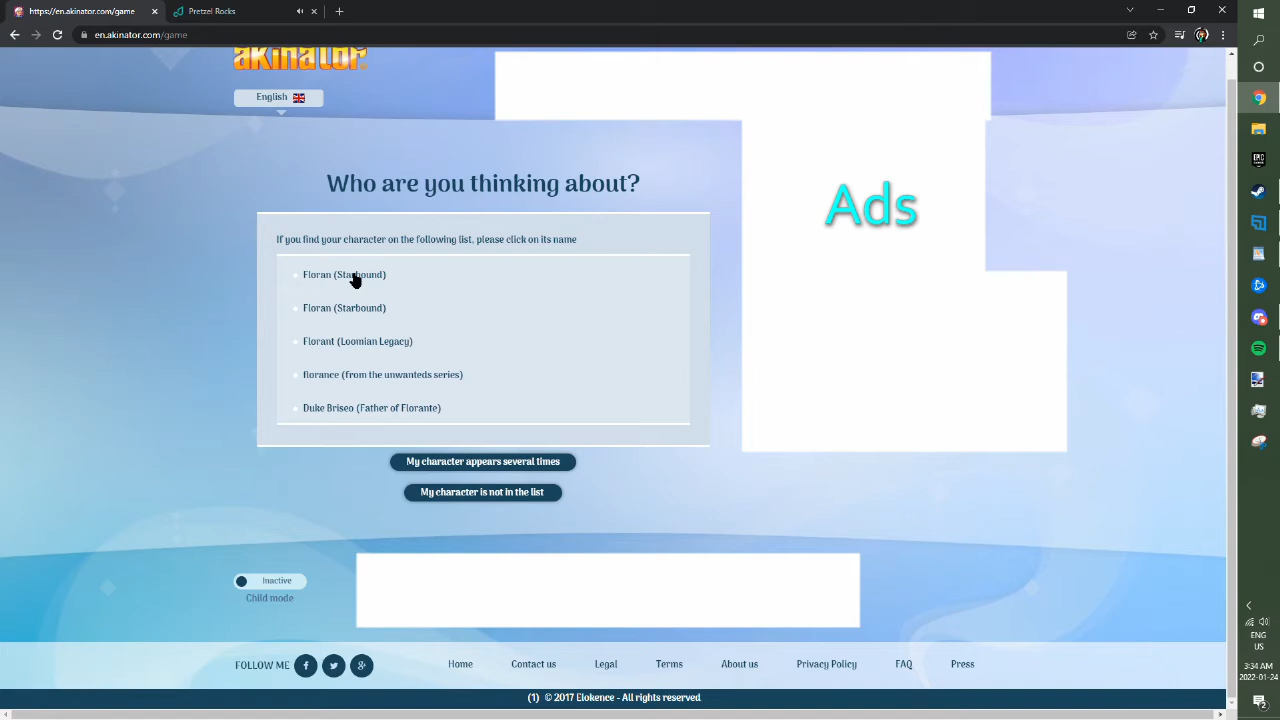 https://en.akinator.com/game
Pretzel Rocks
en.akinator.com/game
akinator
English
Ads
Who are you thinking about?
If you find your character on the following list, please click on its name
Floran (Starbound)
Floran (Starbound)
Florant (Loomian Legacy)
florance (from the unwanteds series)
Duke Briseo (Father of Florante)
My character appears several times
My character is not in the list
Inactive
Child mode
FOLLOW ME
Home
Contact us
Legal
Terms
About us
Privacy Policy
FAQ
Press
(1) © 2017 Elokence - All rights reserved
EPIC
GAMES
ENG
US
3:34 AM
2022-01-24